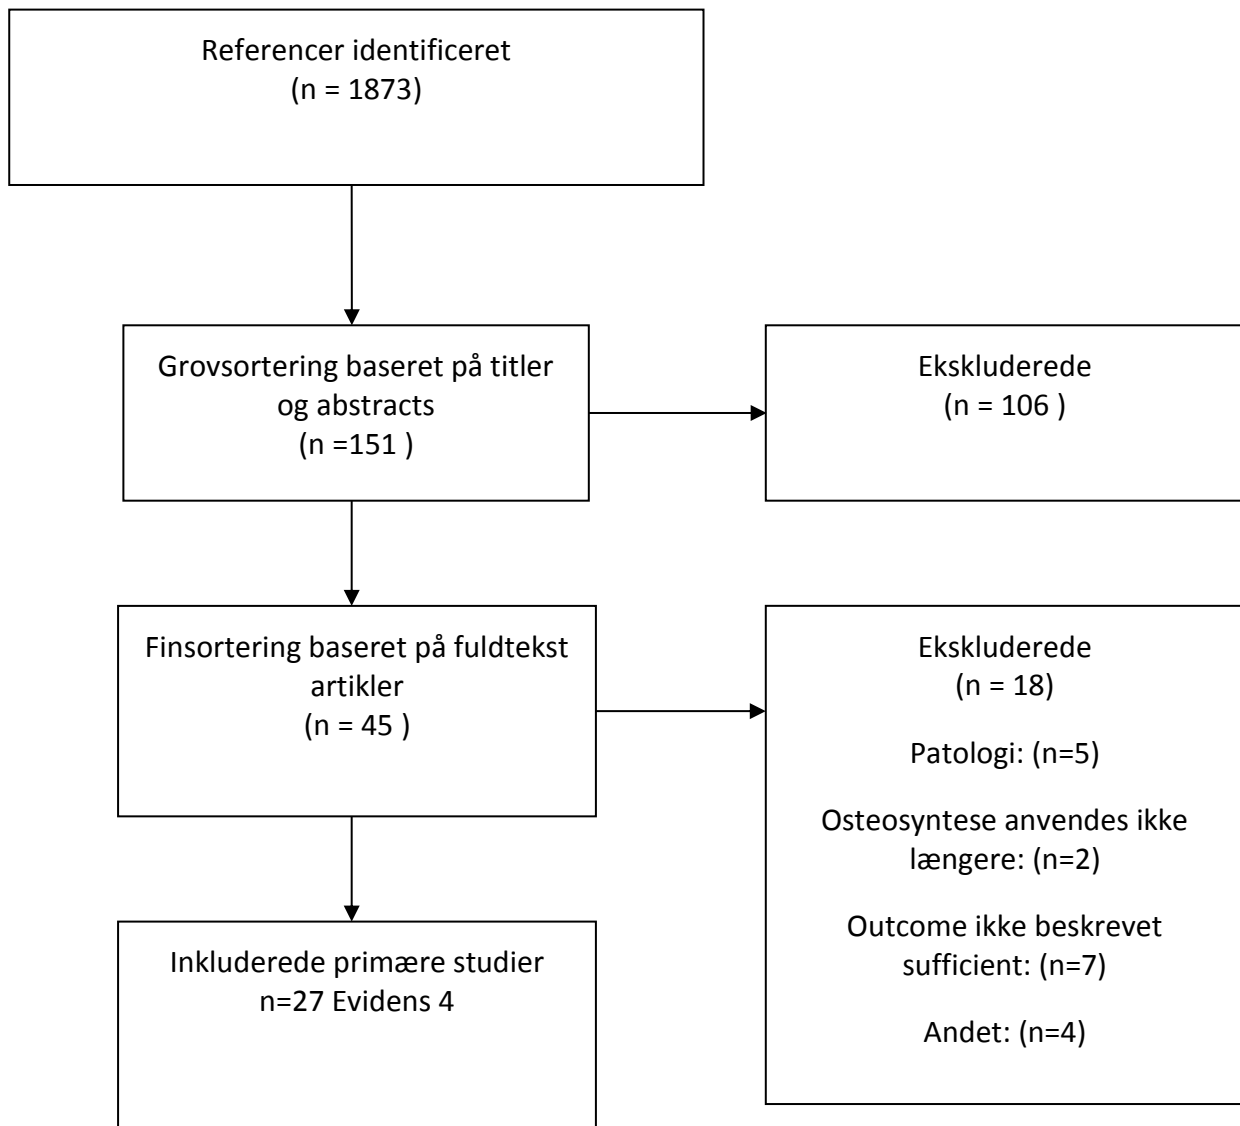 Referencer identificeret
(n = 1873)
Grovsortering baseret på titler
og abstracts
(n =151 )
Ekskluderede
(n = 106 )
Finsortering baseret på fuldtekst
artikler
(n = 45 )
Ekskluderede
(n = 18)
Patologi: (n=5)
Osteosyntese anvendes ikke
længere: (n=2)
Outcome ikke beskrevet
sufficient: (n=7)
Andet: (n=4)
Inkluderede primære studier
n=27 Evidens 4